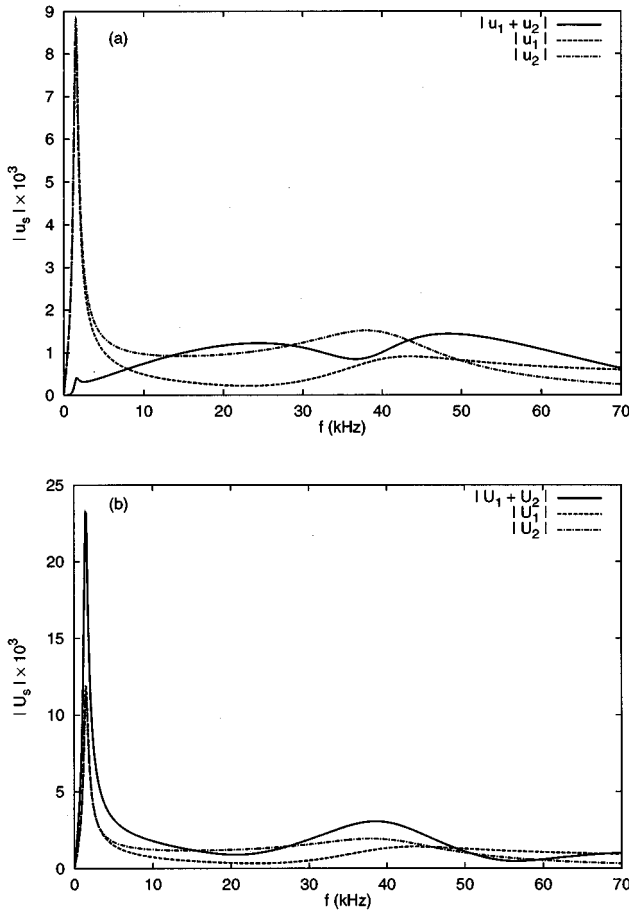 (a)
| u₁ + u₂ |
| u₁ |
| u₂ |
9
8
7
6
5
4
3
2
1
0
| uₛ | × 10³
0 10 20 30 40 50 60 70
f (kHz)
(b)
| U₁ + U₂ |
| U₁ |
| U₂ |
25
20
15
10
5
0
| Uₛ | × 10³
0 10 20 30 40 50 60 70
f (kHz)